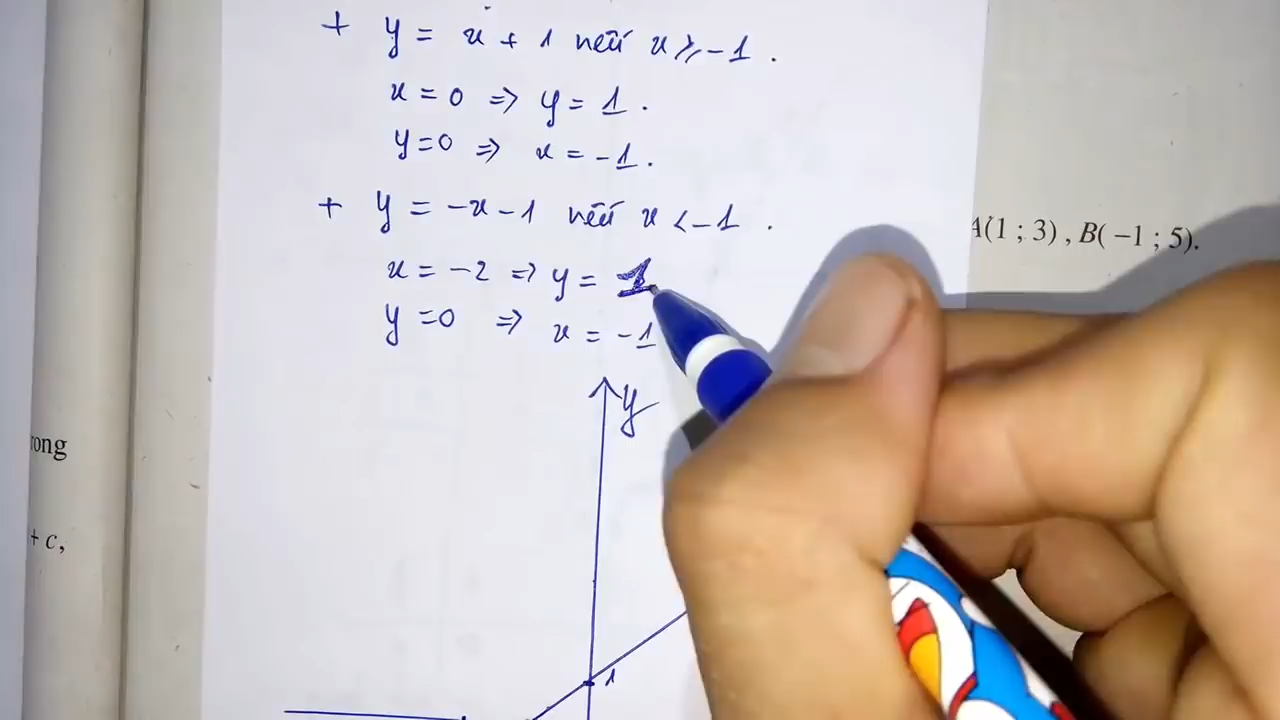 + y = x + 1 nếu x ≥ -1 .
x = 0 => y = 1 .
y = 0 => x = -1 .
+ y = -x - 1 nếu x < -1 .
x = -2 => y = 1
y = 0 => x = -1
A(1 ; 3) , B( -1 ; 5).
y
rong
+ c,
1